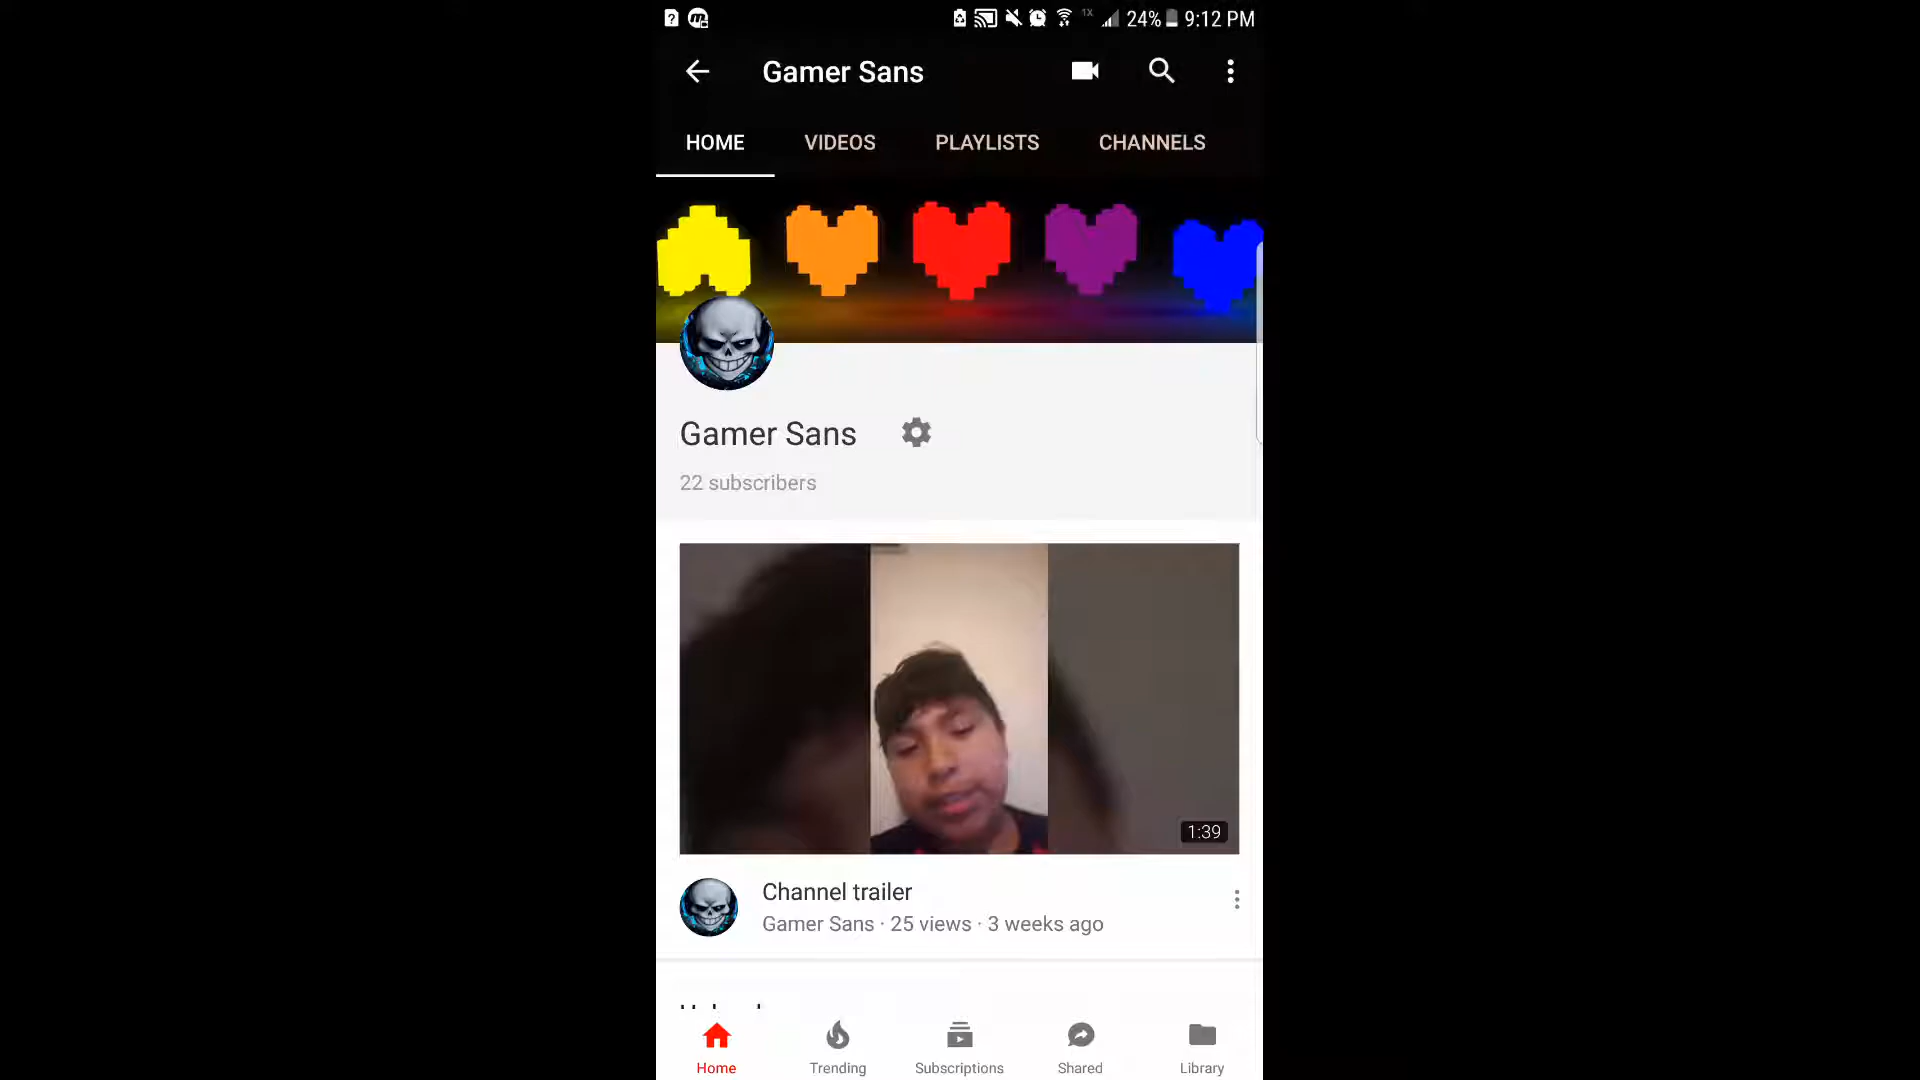 1X 24% 9:12 PM
Gamer Sans
HOME VIDEOS PLAYLISTS CHANNELS
Gamer Sans
22 subscribers
1:39
Channel trailer
Gamer Sans · 25 views · 3 weeks ago
Home Trending Subscriptions Shared Library